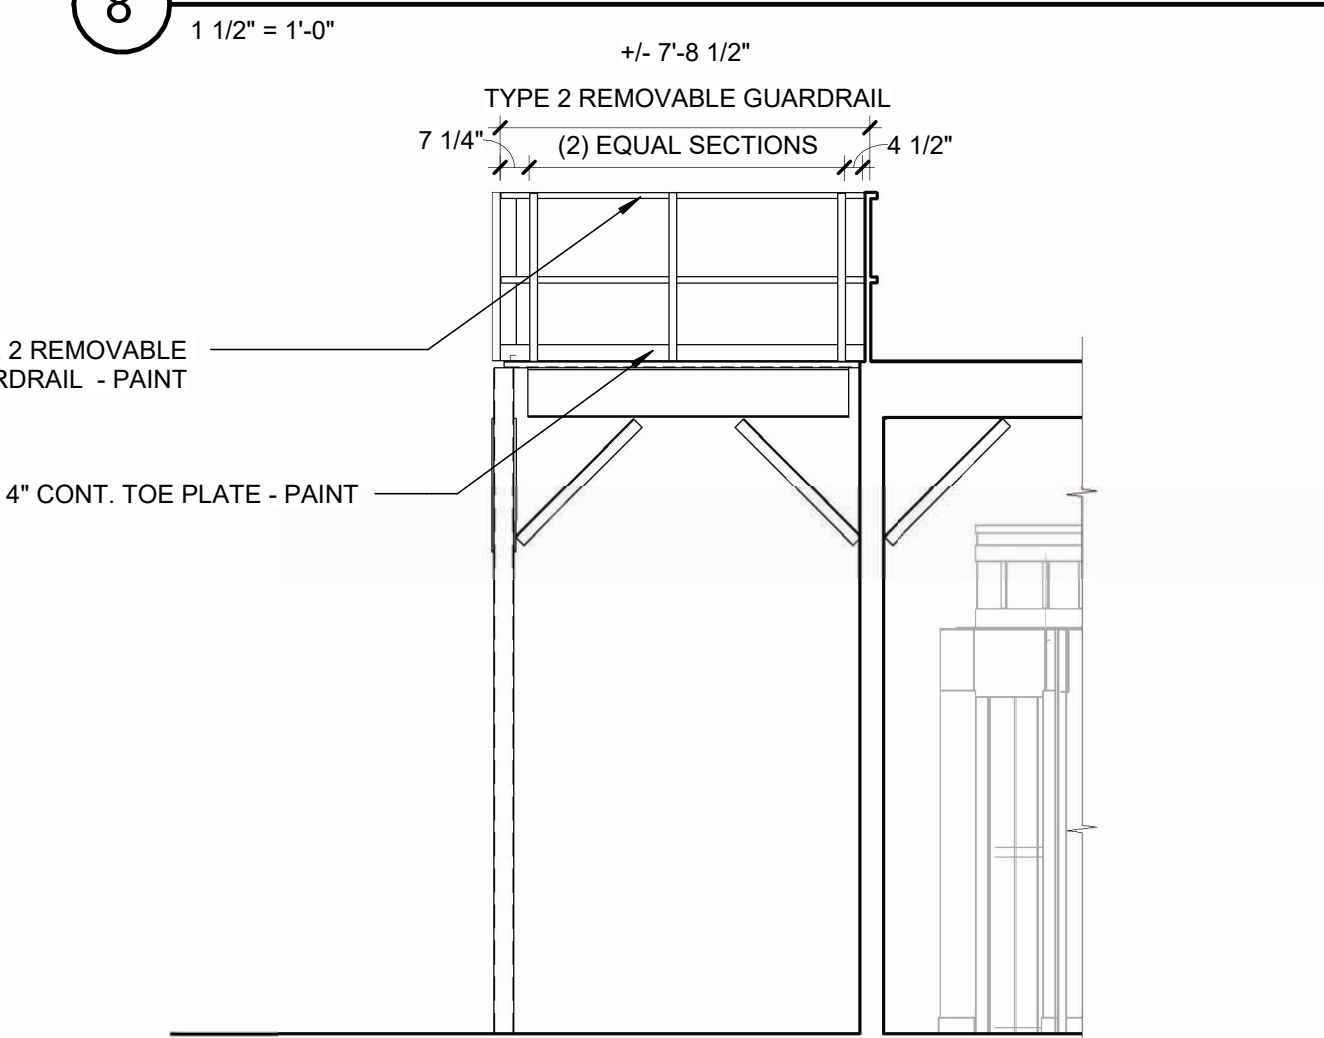 8
1 1/2" = 1'-0"
+/- 7'-8 1/2"
TYPE 2 REMOVABLE GUARDRAIL
7 1/4"
(2) EQUAL SECTIONS
4 1/2"
2 REMOVABLE
RDRAIL - PAINT
4" CONT. TOE PLATE - PAINT